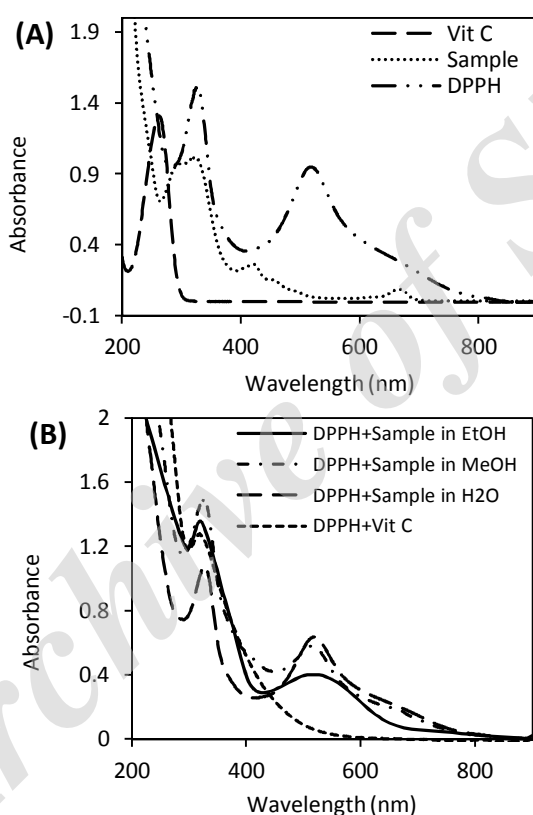 (A)
1.9
1.4
0.9
0.4
-0.1
Absorbance
Vit C
Sample
DPPH
200 400 600 800
Wavelength (nm)
(B)
2
1.6
1.2
0.8
0.4
0
Absorbance
DPPH+Sample in EtOH
DPPH+Sample in MeOH
DPPH+Sample in H2O
DPPH+Vit C
200 400 600 800
Wavelength (nm)
Archive of S